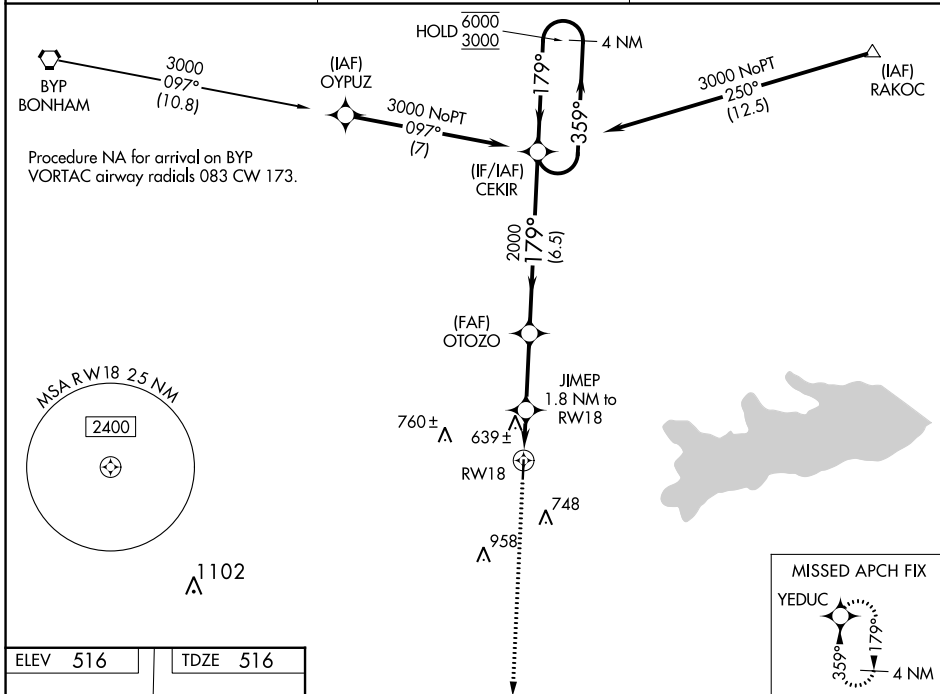 HOLD 6000
3000
4 NM
179°
359°
BYP
BONHAM
3000
097°
(10.8)
(IAF)
OYPUZ
3000 NoPT
097°
(7)
3000 NoPT
250°
(12.5)
(IAF)
RAKOC
Procedure NA for arrival on BYP
VORTAC airway radials 083 CW 173.
(IF/IAF)
CEKIR
2000
179°
(6.5)
(FAF)
OTOZO
JIMEP
1.8 NM to
RW18
760 ±
639 ±
RW18
748
958
MSA RW18 25 NM
2400
1102
MISSED APCH FIX
YEDUC
359°
179°
4 NM
ELEV 516
TDZE 516